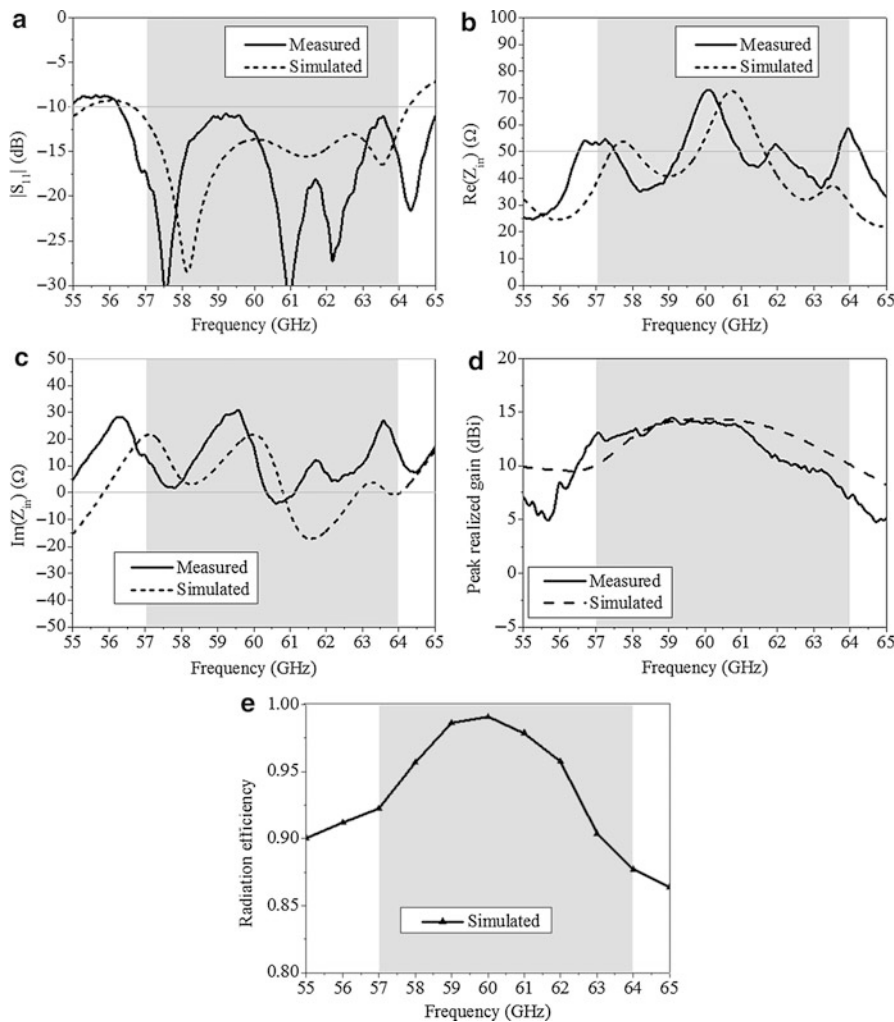 a
0
−5
−10
−15
−20
−25
−30
|S11| (dB)
Measured
Simulated
55 56 57 58 59 60 61 62 63 64 65
Frequency (GHz)
b
100
90
80
70
60
50
40
30
20
10
0
Re(Zin) (Ω)
Measured
Simulated
55 56 57 58 59 60 61 62 63 64 65
Frequency (GHz)
c
50
40
30
20
10
0
−10
−20
−30
−40
−50
Im(Zin) (Ω)
Measured
Simulated
55 56 57 58 59 60 61 62 63 64 65
Frequency (GHz)
d
20
15
10
5
0
−5
Peak realized gain (dBi)
Measured
Simulated
55 56 57 58 59 60 61 62 63 64 65
Frequency (GHz)
e
1.00
0.95
0.90
0.85
0.80
Radiation efficiency
Simulated
55 56 57 58 59 60 61 62 63 64 65
Frequency (GHz)